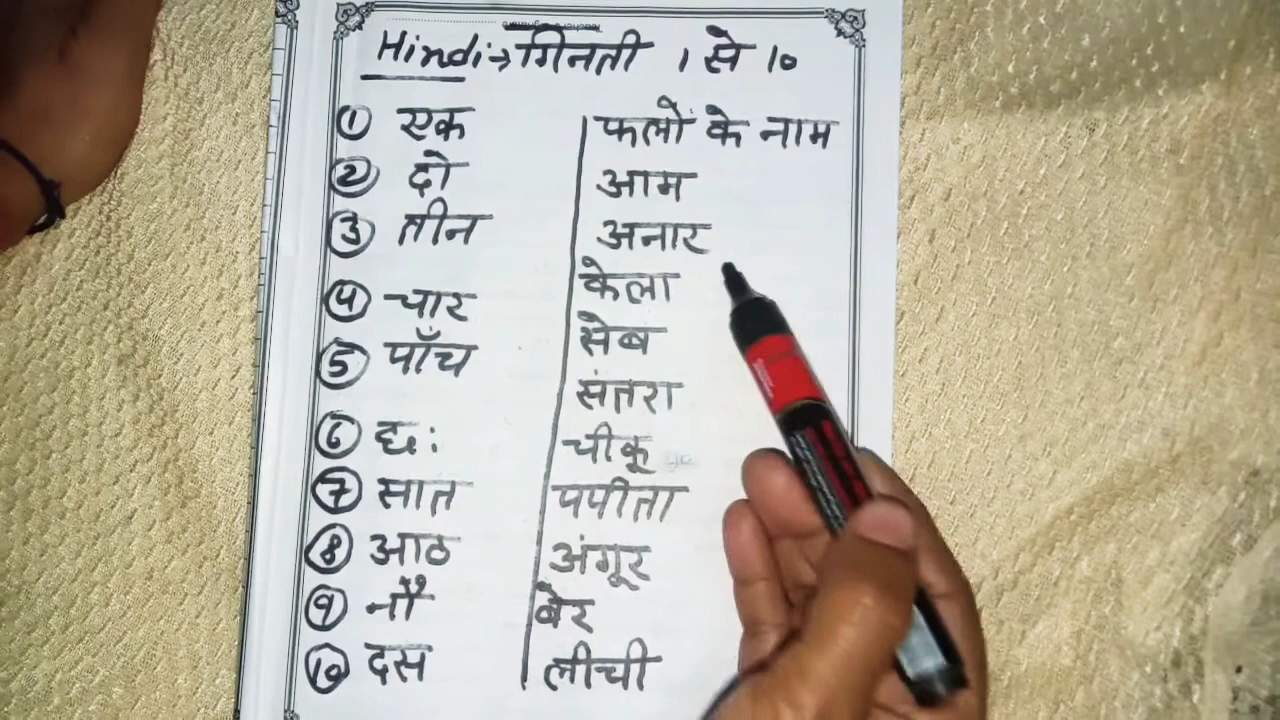 Hindi→ गिनती 1 से 10
① एक
② दो
③ तीन
④ चार
⑤ पाँच
⑥ छः
⑦ सात
⑧ आठ
⑨ नौ
⑩ दस
फलों के नाम
आम
अनार
केला
सेब
संतरा
चीकू
पपीता
अंगूर
बेर
लीची